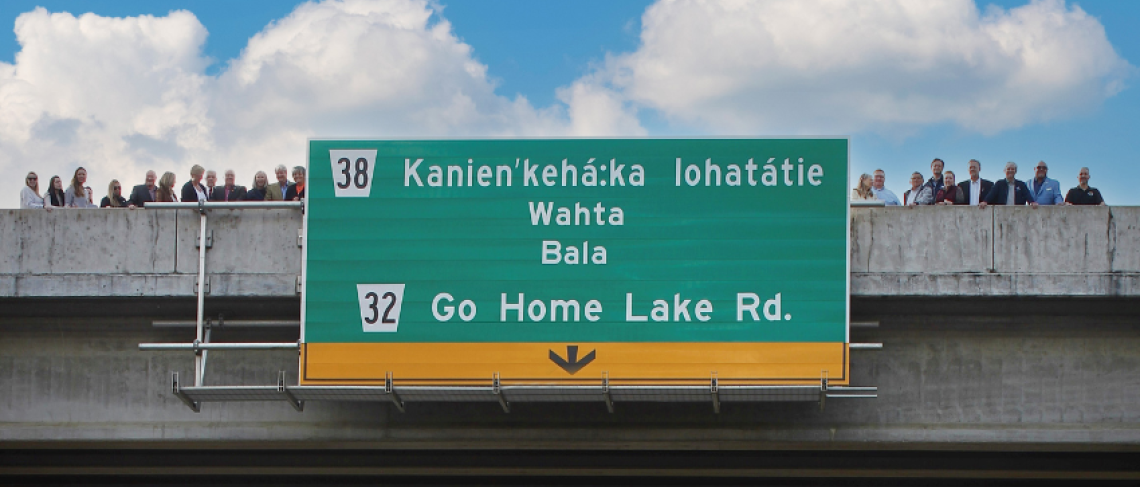 38 Kanien'kehá:ka Iohatátie
Wahta
Bala
32 Go Home Lake Rd.